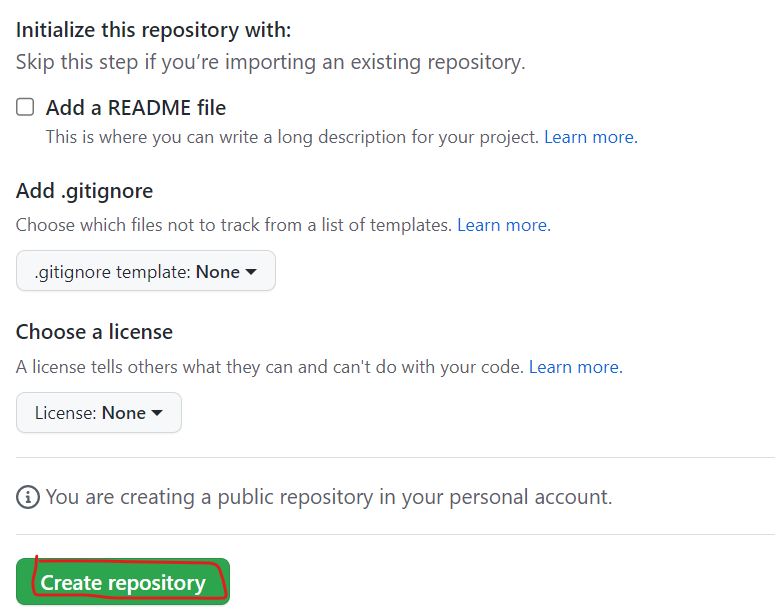 Initialize this repository with:
Skip this step if you’re importing an existing repository.
Add a README file
This is where you can write a long description for your project. Learn more.
Add .gitignore
Choose which files not to track from a list of templates. Learn more.
.gitignore template: None
Choose a license
A license tells others what they can and can't do with your code. Learn more.
License: None
You are creating a public repository in your personal account.
Create repository